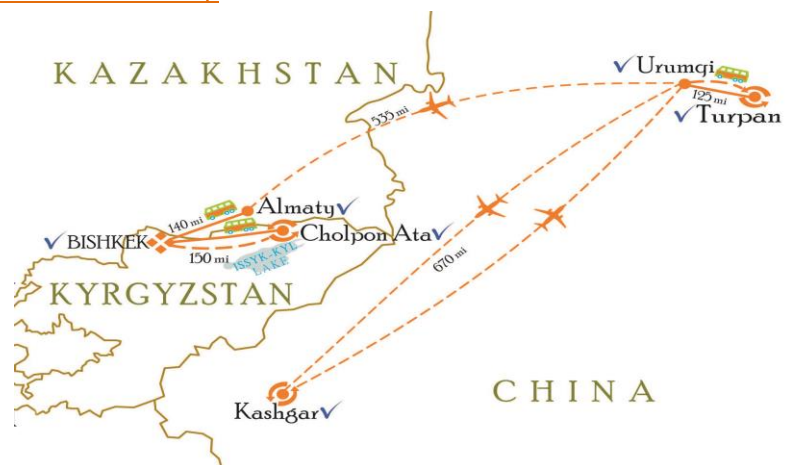 KAZAKHSTAN
Urumqi
125 mi
Turpan
535 mi
Almaty
140 mi
BISHKEK
Cholpon Ata
150 mi
ISSYK-KYL
LAKE
670 mi
KYRGYZSTAN
CHINA
Kashgar